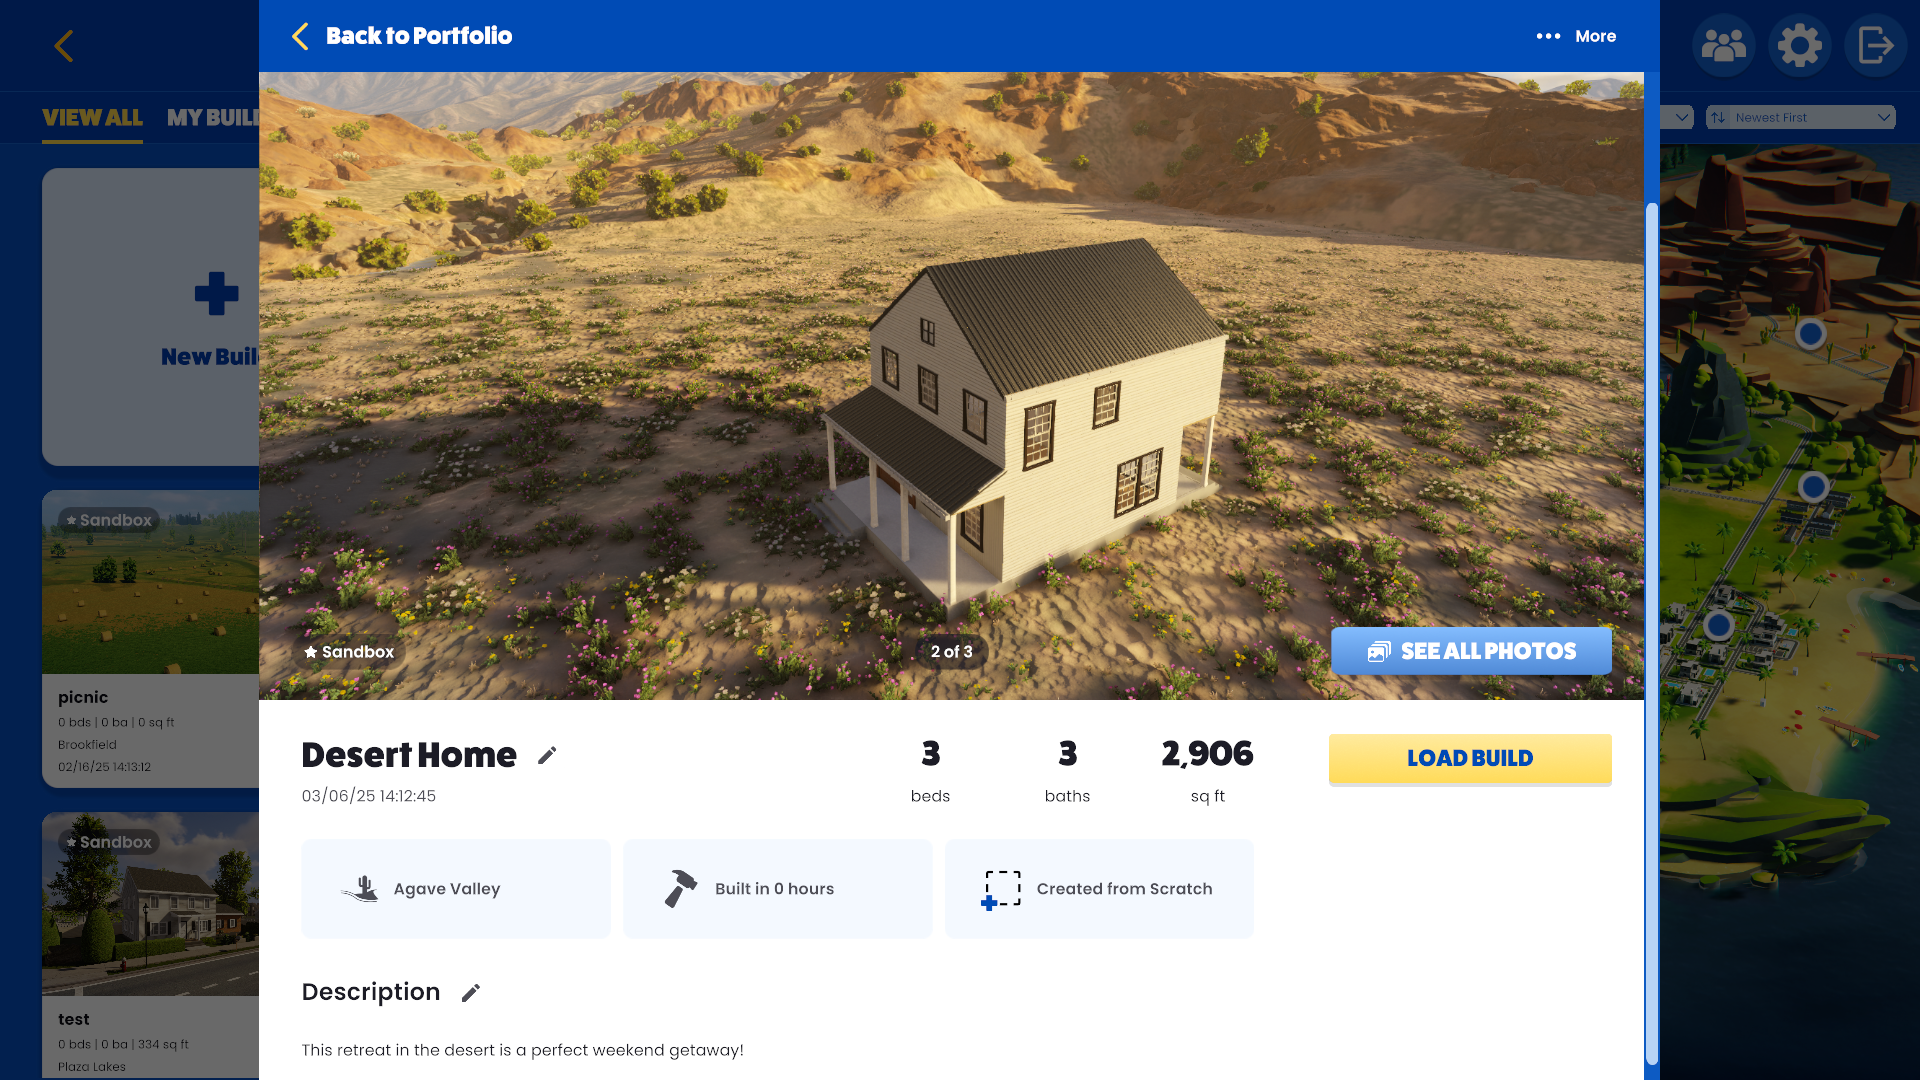 Back to Portfolio
More
VIEW ALL
MY BUIL
Newest First
New Buil
Sandbox
picnic
0 bds | 0 ba | 0 sq ft
Brookfield
02/16/25 14:13:12
Sandbox
test
0 bds | 0 ba | 334 sq ft
Plaza Lakes
Sandbox
2 of 3
SEE ALL PHOTOS
Desert Home
03/06/25 14:12:45
3
beds
3
baths
2,906
sq ft
LOAD BUILD
Agave Valley
Built in 0 hours
Created from Scratch
Description
This retreat in the desert is a perfect weekend getaway!